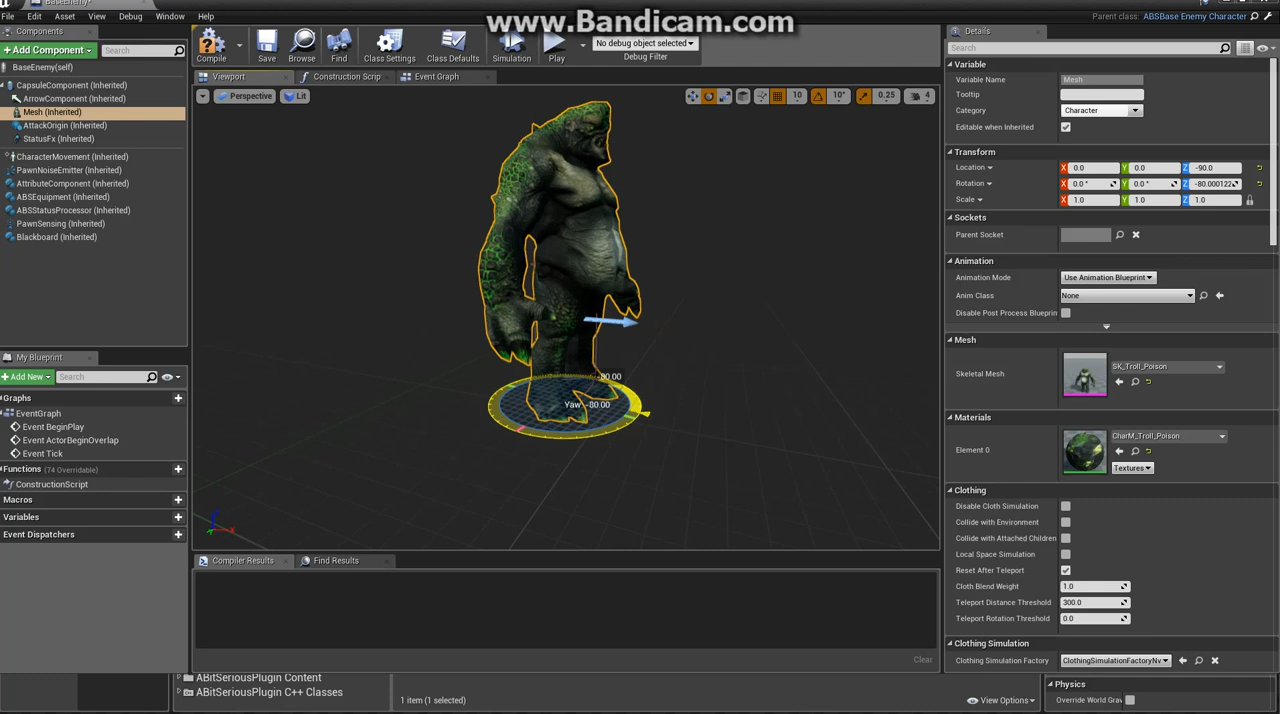 BaseEnemy*
www.Bandicam.com
File Edit Asset View Debug Window Help
Parent class: ABSBase Enemy Character
Components
+Add Component
Search
BaseEnemy(self)
CapsuleComponent (Inherited)
ArrowComponent (Inherited)
Mesh (Inherited)
AttackOrigin (Inherited)
StatusFx (Inherited)
CharacterMovement (Inherited)
PawnNoiseEmitter (Inherited)
AttributeComponent (Inherited)
ABSEquipment (Inherited)
ABSStatusProcessor (Inherited)
PawnSensing (Inherited)
Blackboard (Inherited)
My Blueprint
+Add New
Search
Graphs
EventGraph
Event BeginPlay
Event ActorBeginOverlap
Event Tick
Functions (74 Overridable)
ConstructionScript
Macros
Variables
Event Dispatchers
Compile
Save
Browse
Find
Class Settings
Class Defaults
Simulation
Play
No debug object selected
Debug Filter
Viewport
Construction Scrip
Event Graph
Perspective
Lit
10
10°
0.25
4
-80.00
Yaw -80.00
Z
X
Compiler Results
Find Results
Clear
ABitSeriousPlugin Content
ABitSeriousPlugin C++ Classes
1 item (1 selected)
View Options
Details
Search
Variable
Variable Name Mesh
Tooltip
Category Character
Editable when Inherited
Transform
Location X 0.0 Y 0.0 Z -90.0
Rotation X 0.0 ° Y 0.0 ° Z -80.000122
Scale X 1.0 Y 1.0 Z 1.0
Sockets
Parent Socket
Animation
Animation Mode Use Animation Blueprint
Anim Class None
Disable Post Process Blueprin
Mesh
Skeletal Mesh
SK_Troll_Poison
Materials
Element 0
CharM_Troll_Poison
Textures
Clothing
Disable Cloth Simulation
Collide with Environment
Collide with Attached Children
Local Space Simulation
Reset After Teleport
Cloth Blend Weight 1.0
Teleport Distance Threshold 300.0
Teleport Rotation Threshold 0.0
Clothing Simulation
Clothing Simulation Factory ClothingSimulationFactoryNv
Physics
Override World Grav